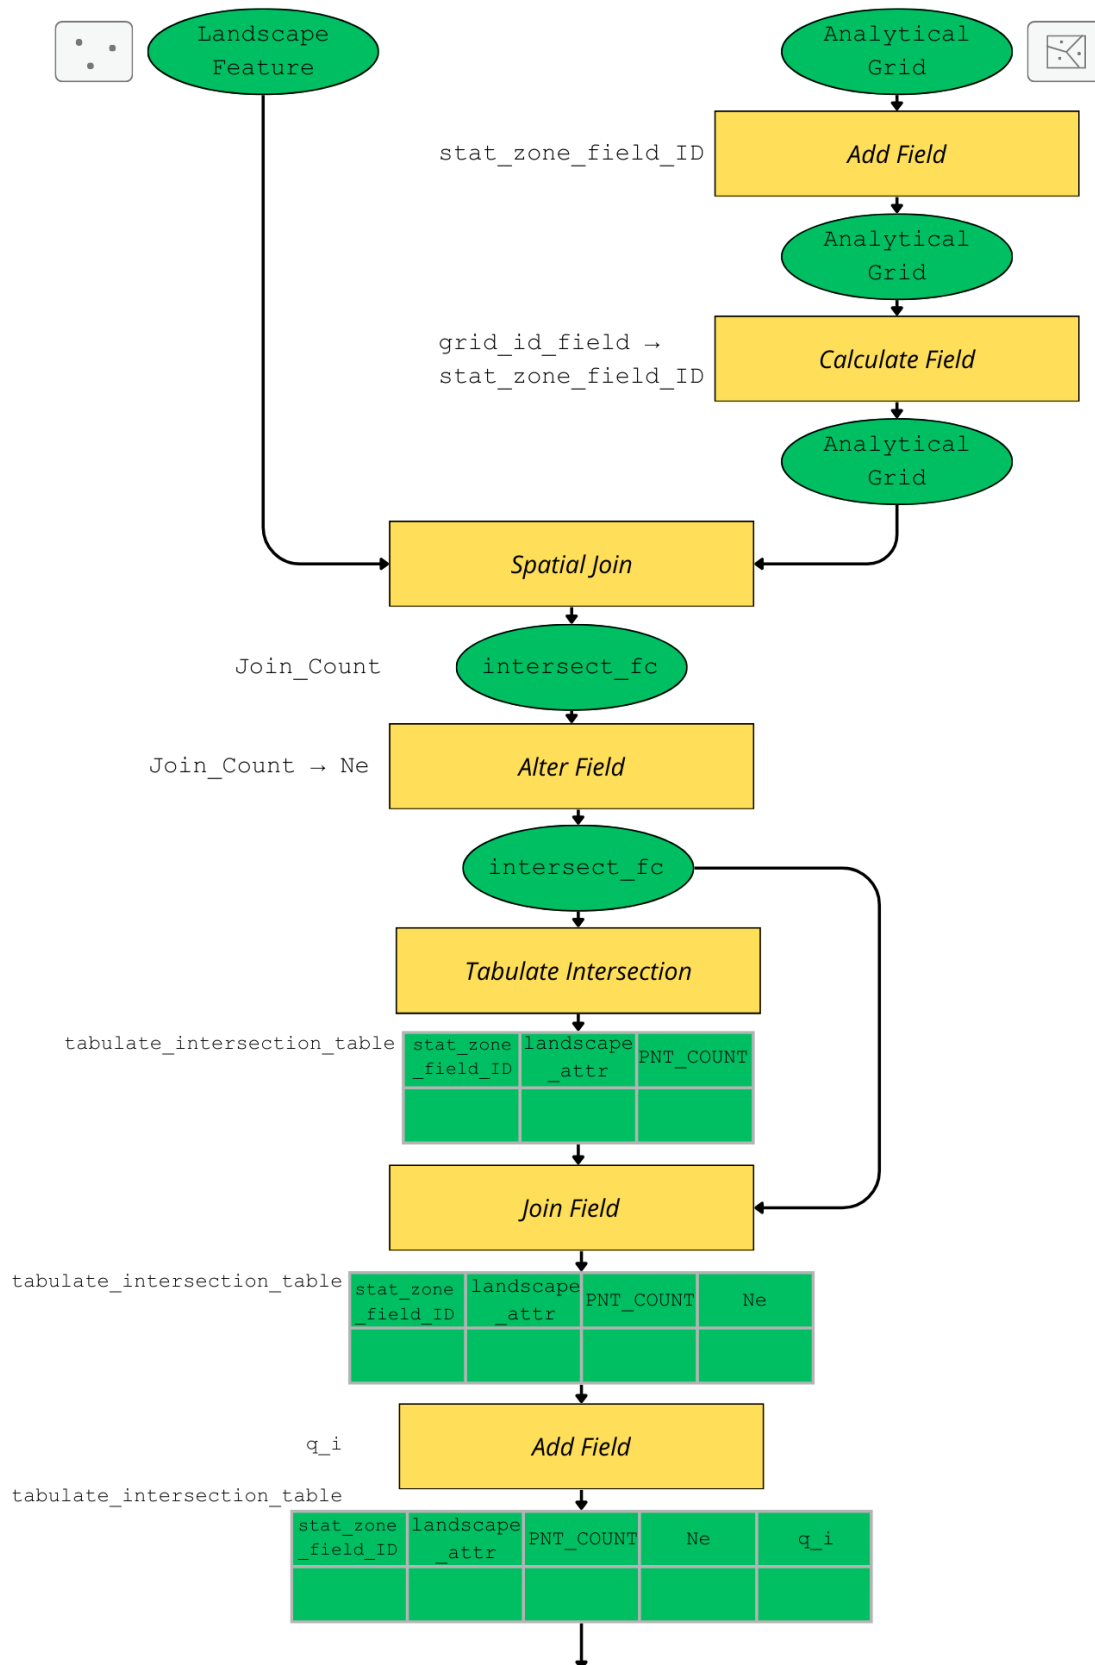 Landscape
Feature
Analytical
Grid
stat_zone_field_ID
Add Field
Analytical
Grid
grid_id_field →
stat_zone_field_ID
Calculate Field
Analytical
Grid
Spatial Join
Join_Count
intersect_fc
Join_Count → Ne
Alter Field
intersect_fc
Tabulate Intersection
tabulate_intersection_table
stat_zone
_field_ID
landscape
_attr
PNT_COUNT
Join Field
tabulate_intersection_table
stat_zone
_field_ID
landscape
_attr
PNT_COUNT
Ne
q_i
Add Field
tabulate_intersection_table
stat_zone
_field_ID
landscape
_attr
PNT_COUNT
Ne
q_i